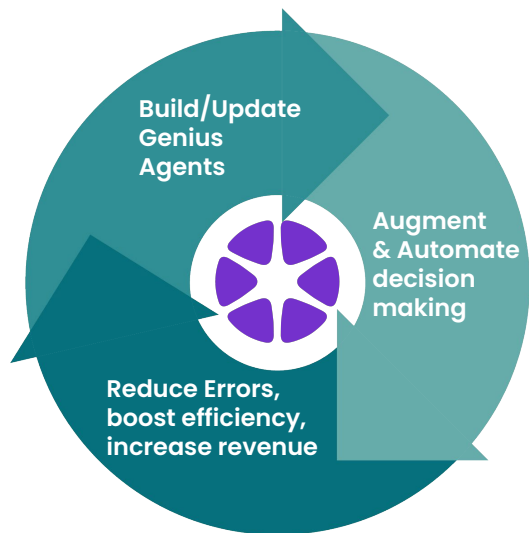 Build/Update
Genius
Agents
Augment
& Automate
decision
making
Reduce Errors,
boost efficiency,
increase revenue